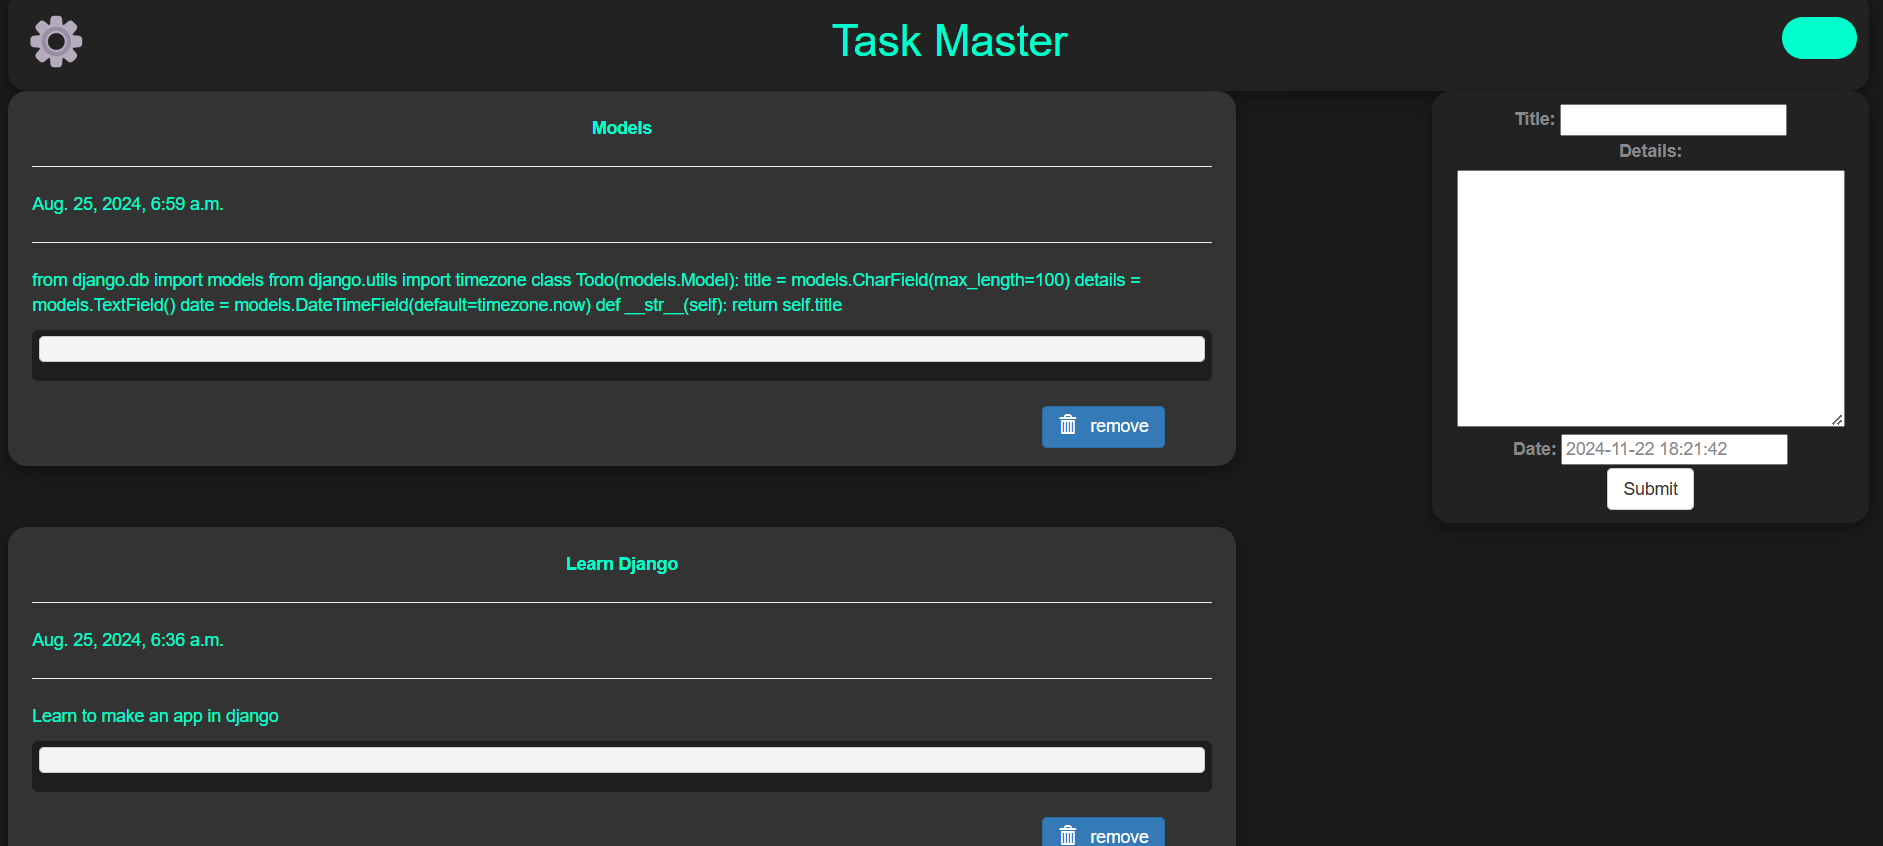 Task Master
Models
Aug. 25, 2024, 6:59 a.m.
from django.db import models from django.utils import timezone class Todo(models.Model): title = models.CharField(max_length=100) details =
models.TextField() date = models.DateTimeField(default=timezone.now) def __str__(self): return self.title
remove
Learn Django
Aug. 25, 2024, 6:36 a.m.
Learn to make an app in django
remove
Title:
Details:
Date: 2024-11-22 18:21:42
Submit